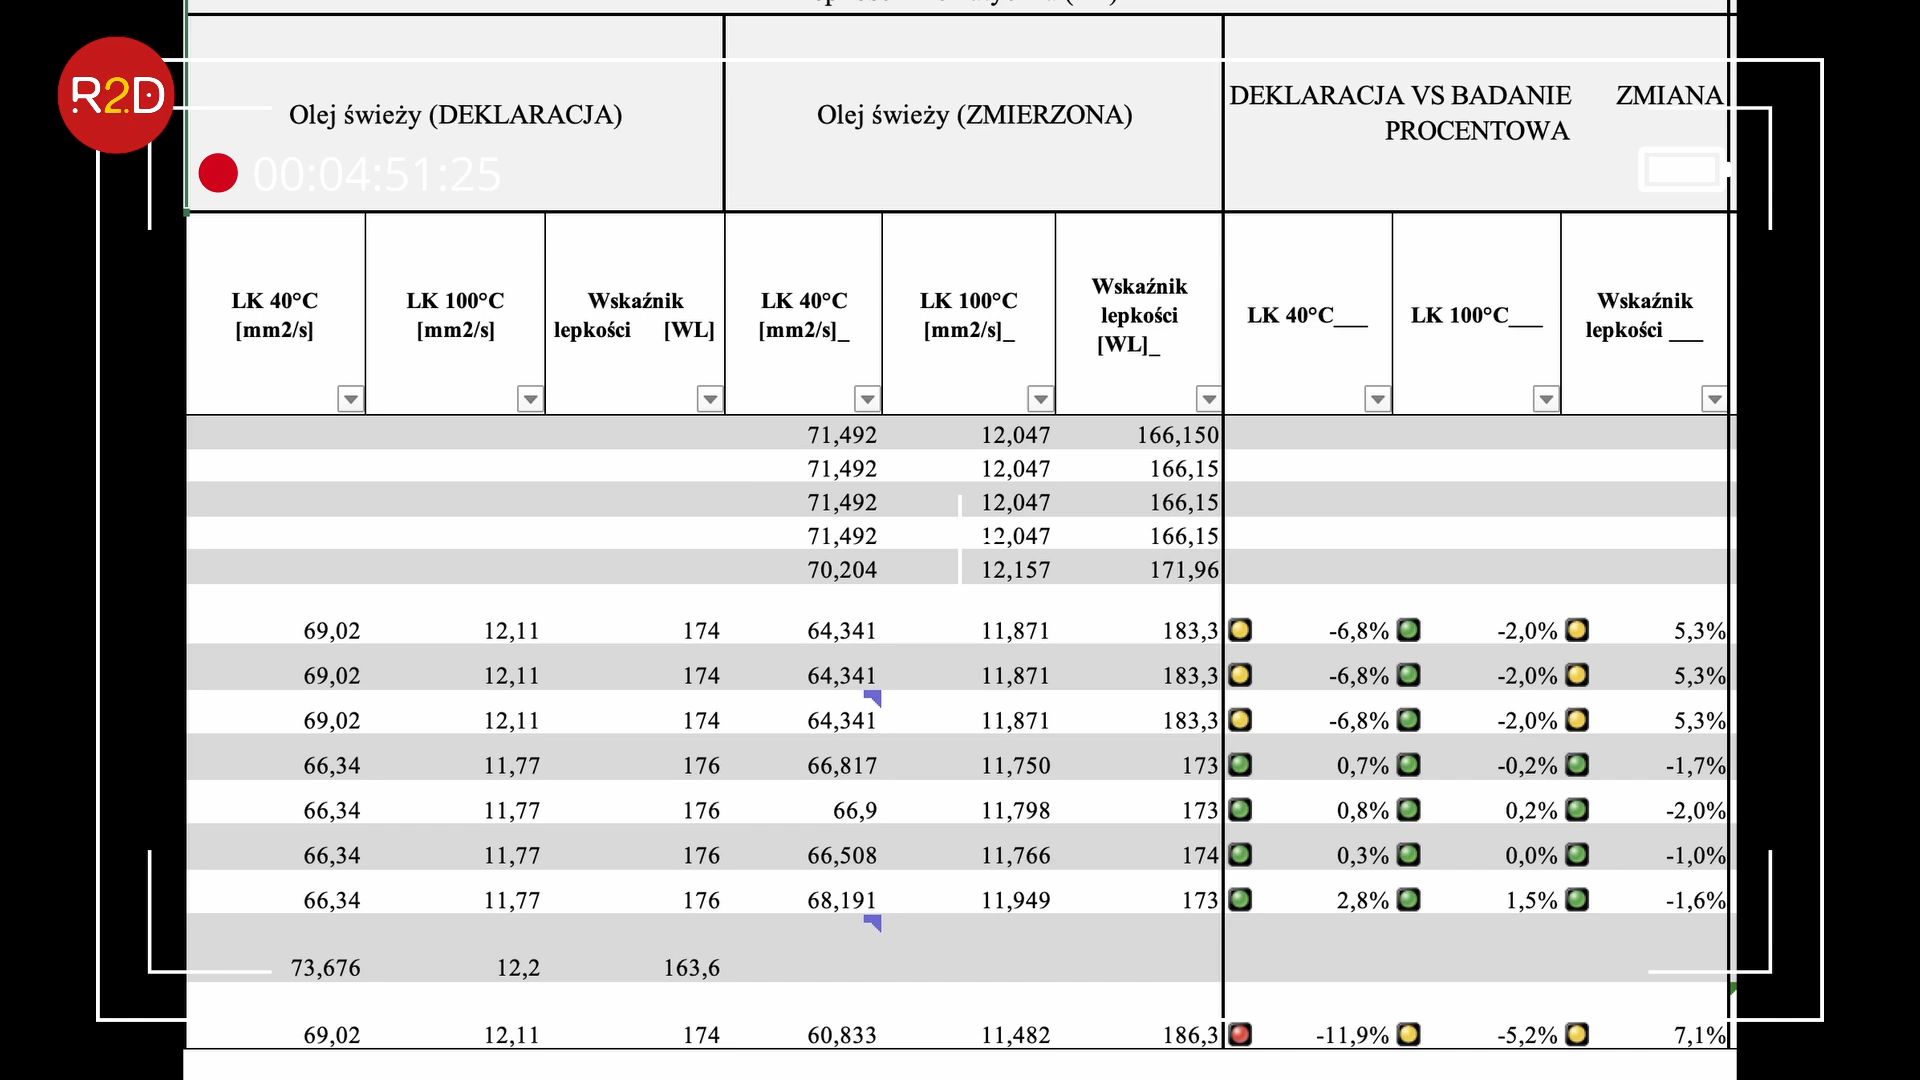 R2D
Olej świeży (DEKLARACJA)
Olej świeży (ZMIERZONA)
DEKLARACJA VS BADANIE ZMIANA
PROCENTOWA
00:04:51:25
LK 40°C
[mm2/s]
LK 100°C
[mm2/s]
Wskaźnik
lepkości [WL]
LK 40°C
[mm2/s]_
LK 100°C
[mm2/s]_
Wskaźnik
lepkości
[WL]_
LK 40°C___
LK 100°C___
Wskaźnik
lepkości ___
71,492 12,047 166,150
71,492 12,047 166,15
71,492 12,047 166,15
71,492 12,047 166,15
70,204 12,157 171,96
69,02 12,11 174 64,341 11,871 183,3 -6,8% -2,0% 5,3%
69,02 12,11 174 64,341 11,871 183,3 -6,8% -2,0% 5,3%
69,02 12,11 174 64,341 11,871 183,3 -6,8% -2,0% 5,3%
66,34 11,77 176 66,817 11,750 173 0,7% -0,2% -1,7%
66,34 11,77 176 66,9 11,798 173 0,8% 0,2% -2,0%
66,34 11,77 176 66,508 11,766 174 0,3% 0,0% -1,0%
66,34 11,77 176 68,191 11,949 173 2,8% 1,5% -1,6%
73,676 12,2 163,6
69,02 12,11 174 60,833 11,482 186,3 -11,9% -5,2% 7,1%